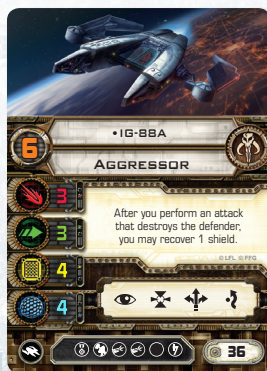 •IG-88A
6
AGGRESSOR
3
3
4
4
After you perform an attack
that destroys the defender,
you may recover 1 shield.
©LFL ©FFG
36